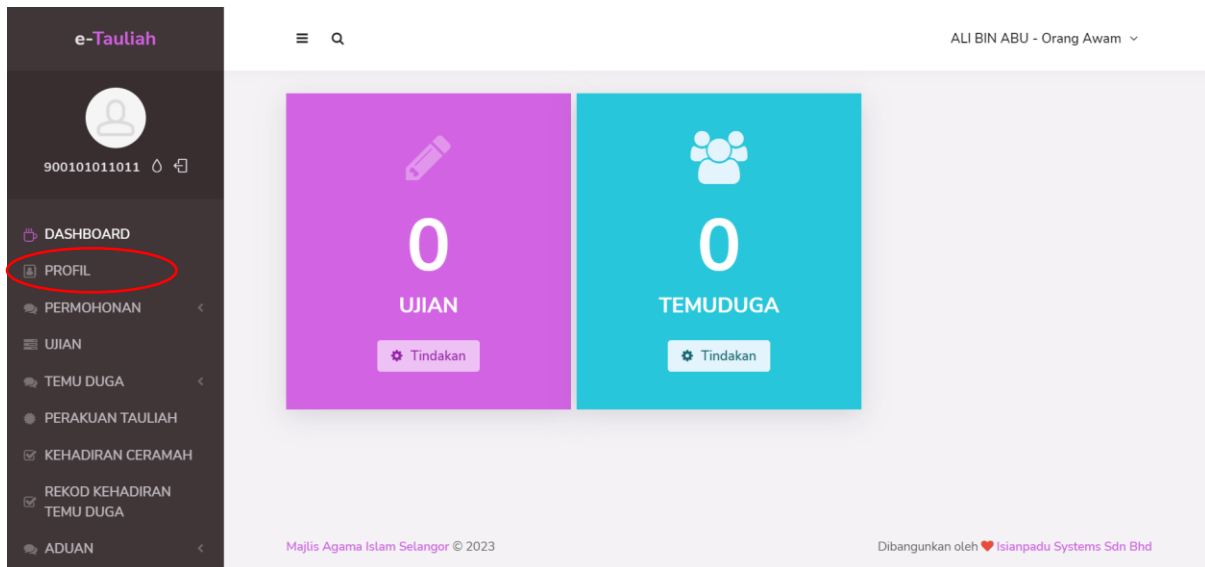 e-Tauliah
ALI BIN ABU - Orang Awam
900101011011
DASHBOARD
PROFIL
PERMOHONAN
UJIAN
TEMU DUGA
PERAKUAN TAULIAH
KEHADIRAN CERAMAH
REKOD KEHADIRAN
TEMU DUGA
ADUAN
0
UJIAN
Tindakan
0
TEMUDUGA
Tindakan
Majlis Agama Islam Selangor © 2023
Dibangunkan oleh ❤ Isianpadu Systems Sdn Bhd